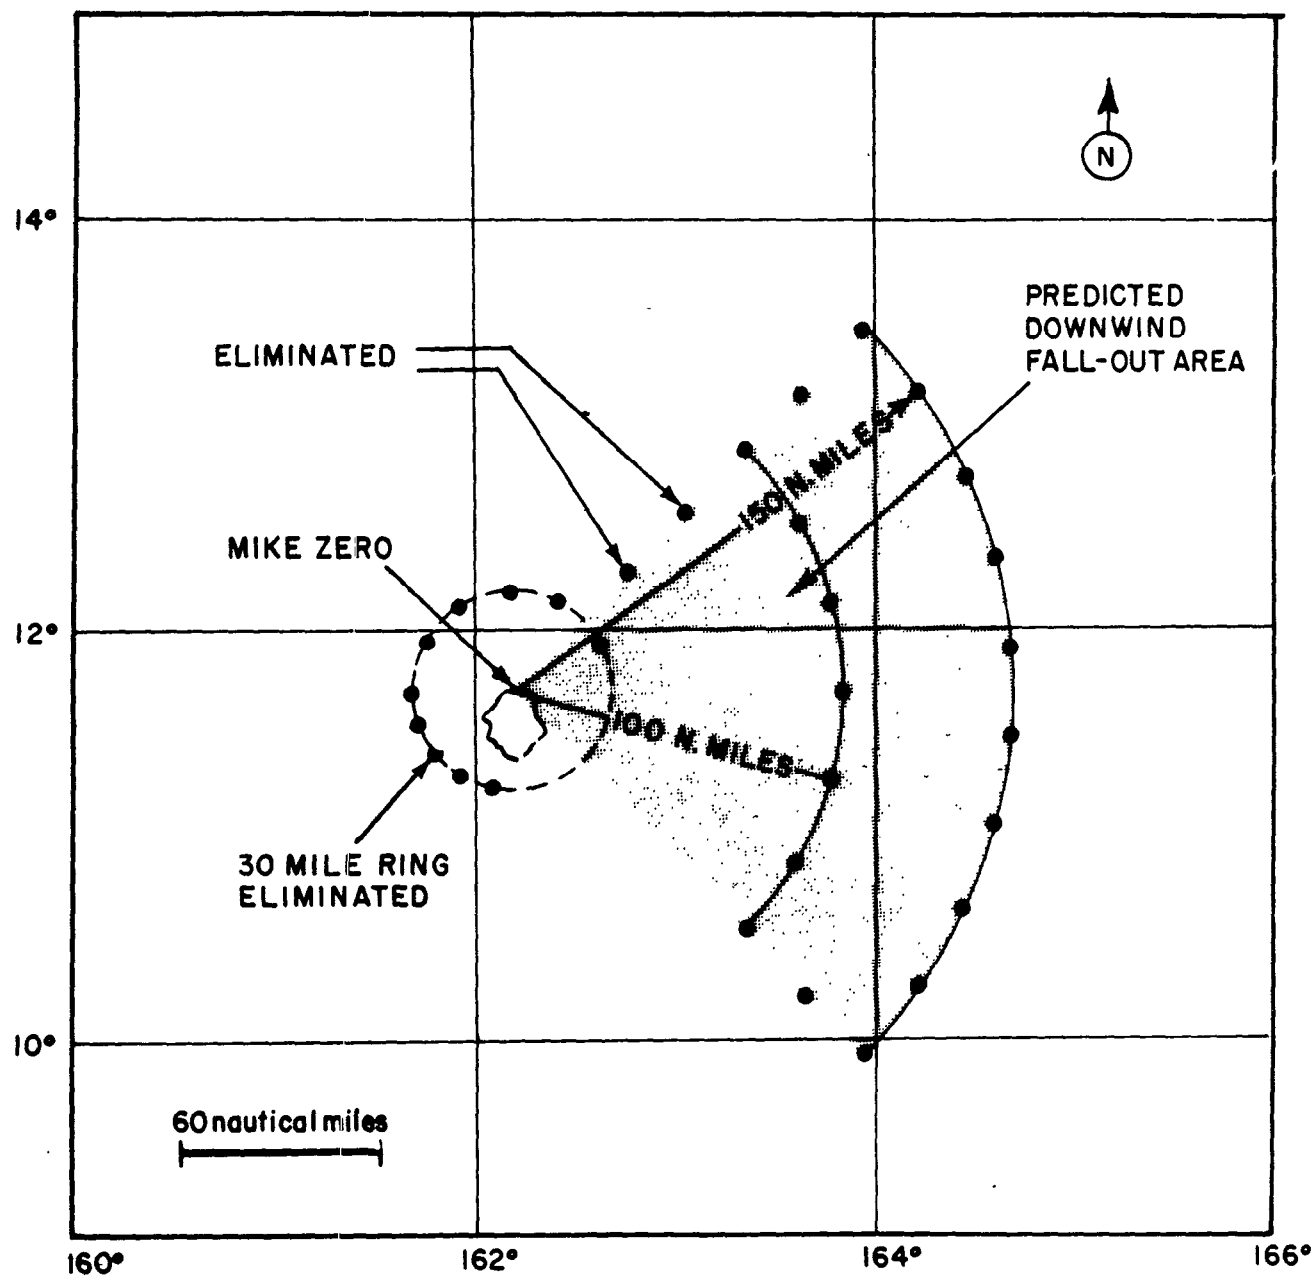 N
14°
PREDICTED
DOWNWIND
FALL-OUT AREA
ELIMINATED
150 N. MILES
MIKE ZERO
12°
100 N. MILES
30 MILE RING
ELIMINATED
10°
60 nautical miles
160°
162°
164°
166°